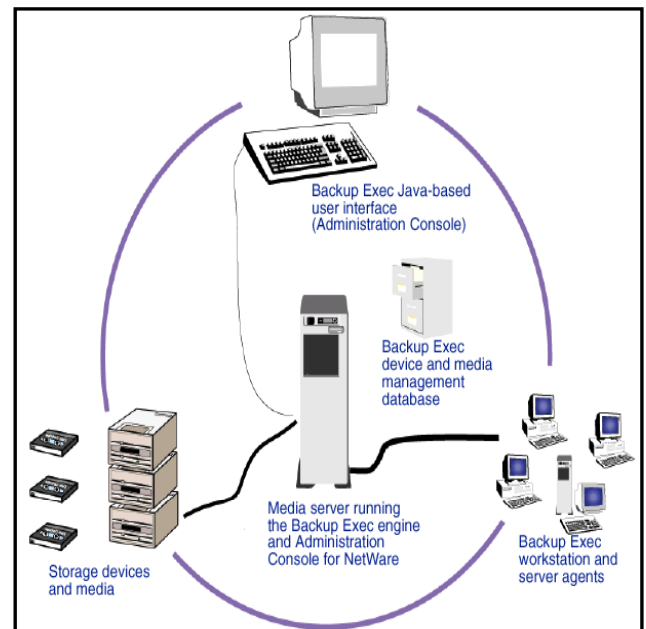 Backup Exec Java-based
user interface
(Administration Console)
Backup Exec
device and media
management
database
Media server running
the Backup Exec engine
and Administration
Console for NetWare
Storage devices
and media
Backup Exec
workstation and
server agents